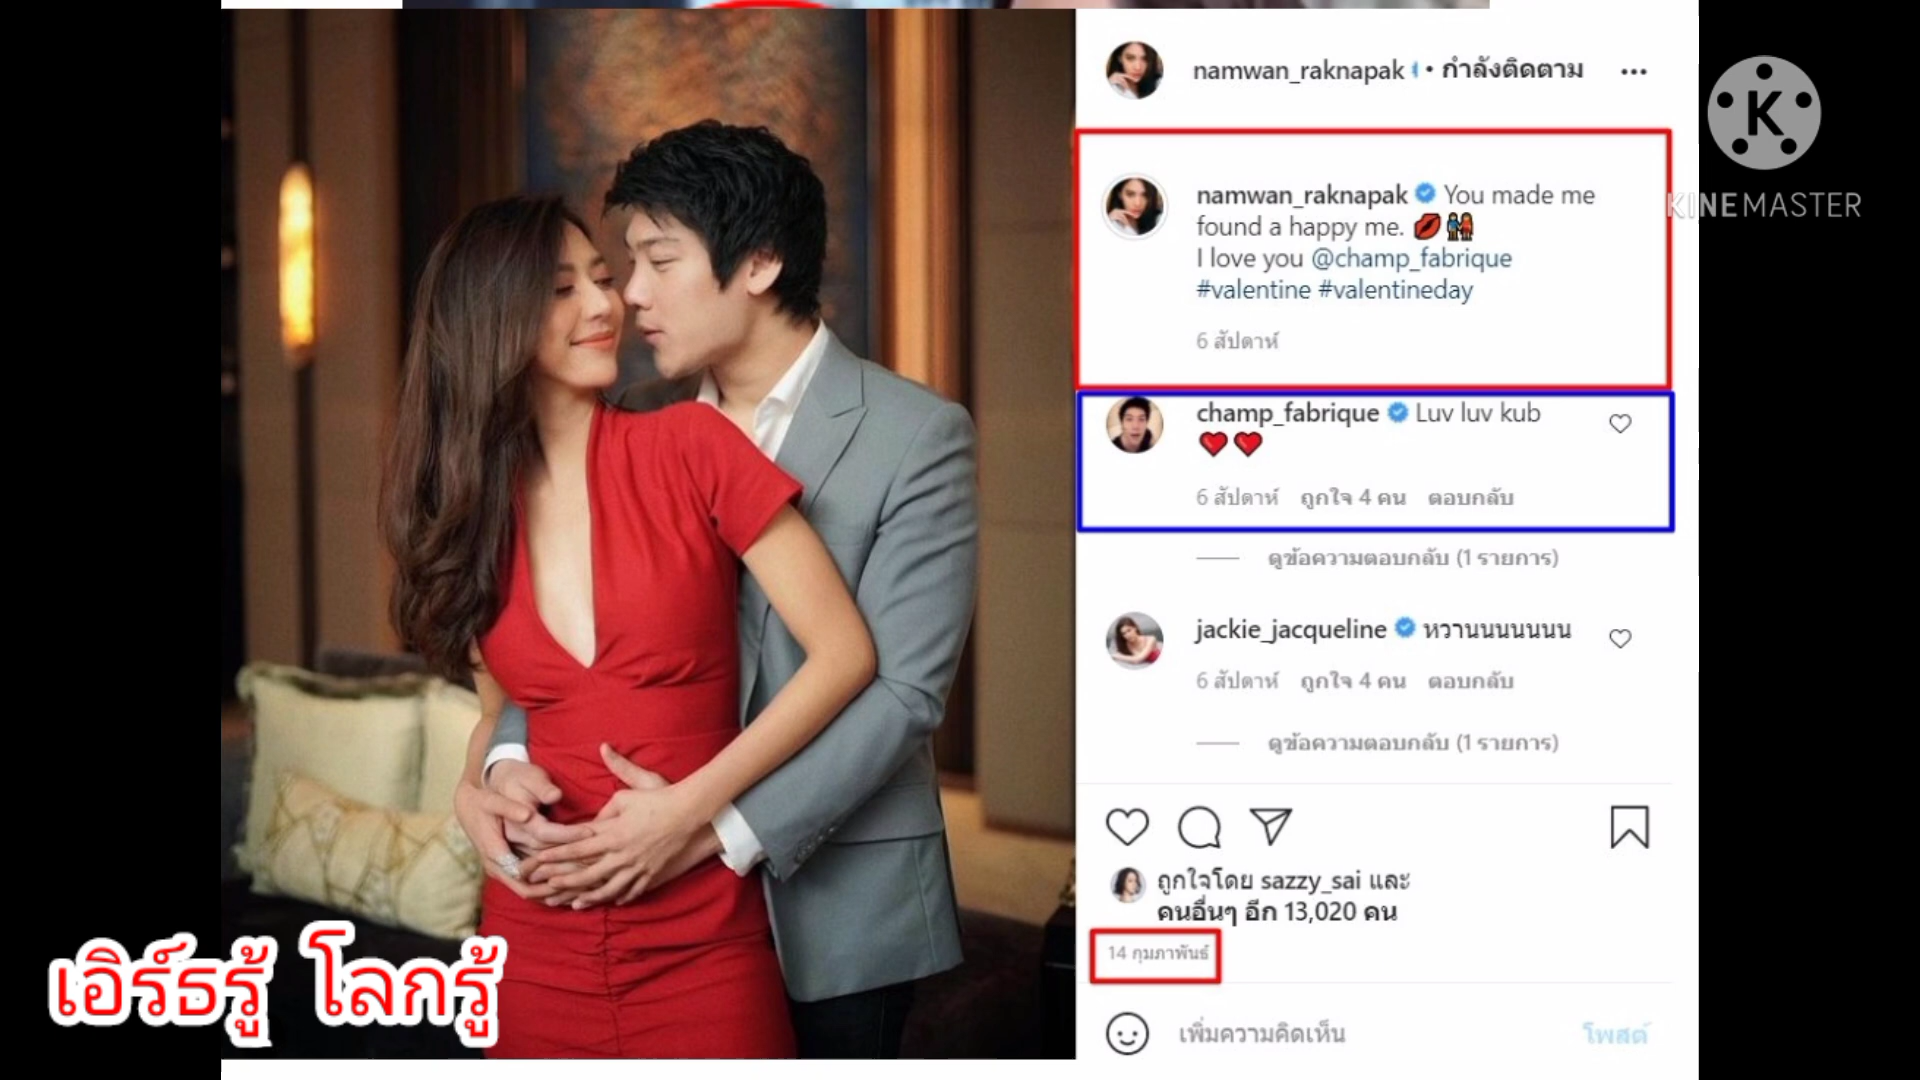 namwan_raknapak • กำลังติดตาม
namwan_raknapak You made me
found a happy me.
I love you @champ_fabrique
#valentine #valentineday
6 สัปดาห์
champ_fabrique Luv luv kub
6 สัปดาห์ ถูกใจ 4 คน ตอบกลับ
ดูข้อความตอบกลับ (1 รายการ)
jackie_jacqueline หวานนนนนนน
6 สัปดาห์ ถูกใจ 4 คน ตอบกลับ
ดูข้อความตอบกลับ (1 รายการ)
ถูกใจโดย sazzy_sai และ
คนอื่นๆ อีก 13,020 คน
14 กุมภาพันธ์
เพิ่มความคิดเห็น
โพสต์
K
KINEMASTER
เอิร์ธรู้ โลกรู้